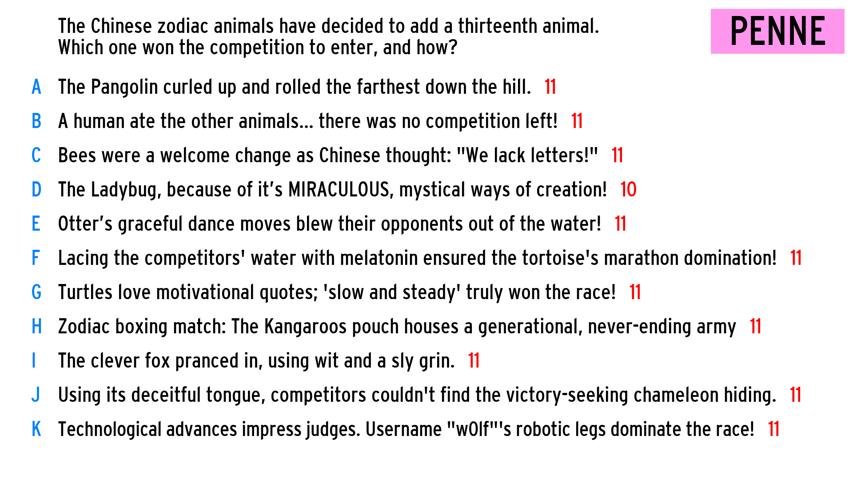 The Chinese zodiac animals have decided to add a thirteenth animal.
Which one won the competition to enter, and how?
PENNE
A The Pangolin curled up and rolled the farthest down the hill. 11
B A human ate the other animals... there was no competition left! 11
C Bees were a welcome change as Chinese thought: "We lack letters!" 11
D The Ladybug, because of it's MIRACULOUS, mystical ways of creation! 10
E Otter's graceful dance moves blew their opponents out of the water! 11
F Lacing the competitors' water with melatonin ensured the tortoise's marathon domination! 11
G Turtles love motivational quotes; 'slow and steady' truly won the race! 11
H Zodiac boxing match: The Kangaroos pouch houses a generational, never-ending army 11
I The clever fox pranced in, using wit and a sly grin. 11
J Using its deceitful tongue, competitors couldn't find the victory-seeking chameleon hiding. 11
K Technological advances impress judges. Username "w0lf"'s robotic legs dominate the race! 11